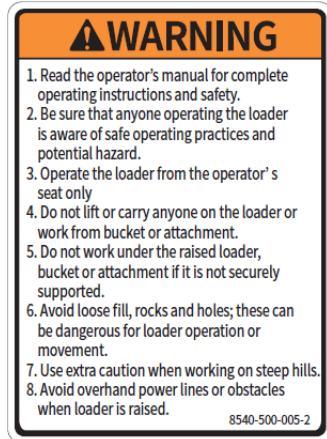 WARNING
1. Read the operator's manual for complete
operating instructions and safety.
2. Be sure that anyone operating the loader
is aware of safe operating practices and
potential hazard.
3. Operate the loader from the operator' s
seat only
4. Do not lift or carry anyone on the loader or
work from bucket or attachment.
5. Do not work under the raised loader,
bucket or attachment if it is not securely
supported.
6. Avoid loose fill, rocks and holes; these can
be dangerous for loader operation or
movement.
7. Use extra caution when working on steep hills.
8. Avoid overhand power lines or obstacles
when loader is raised.
8540-500-005-2